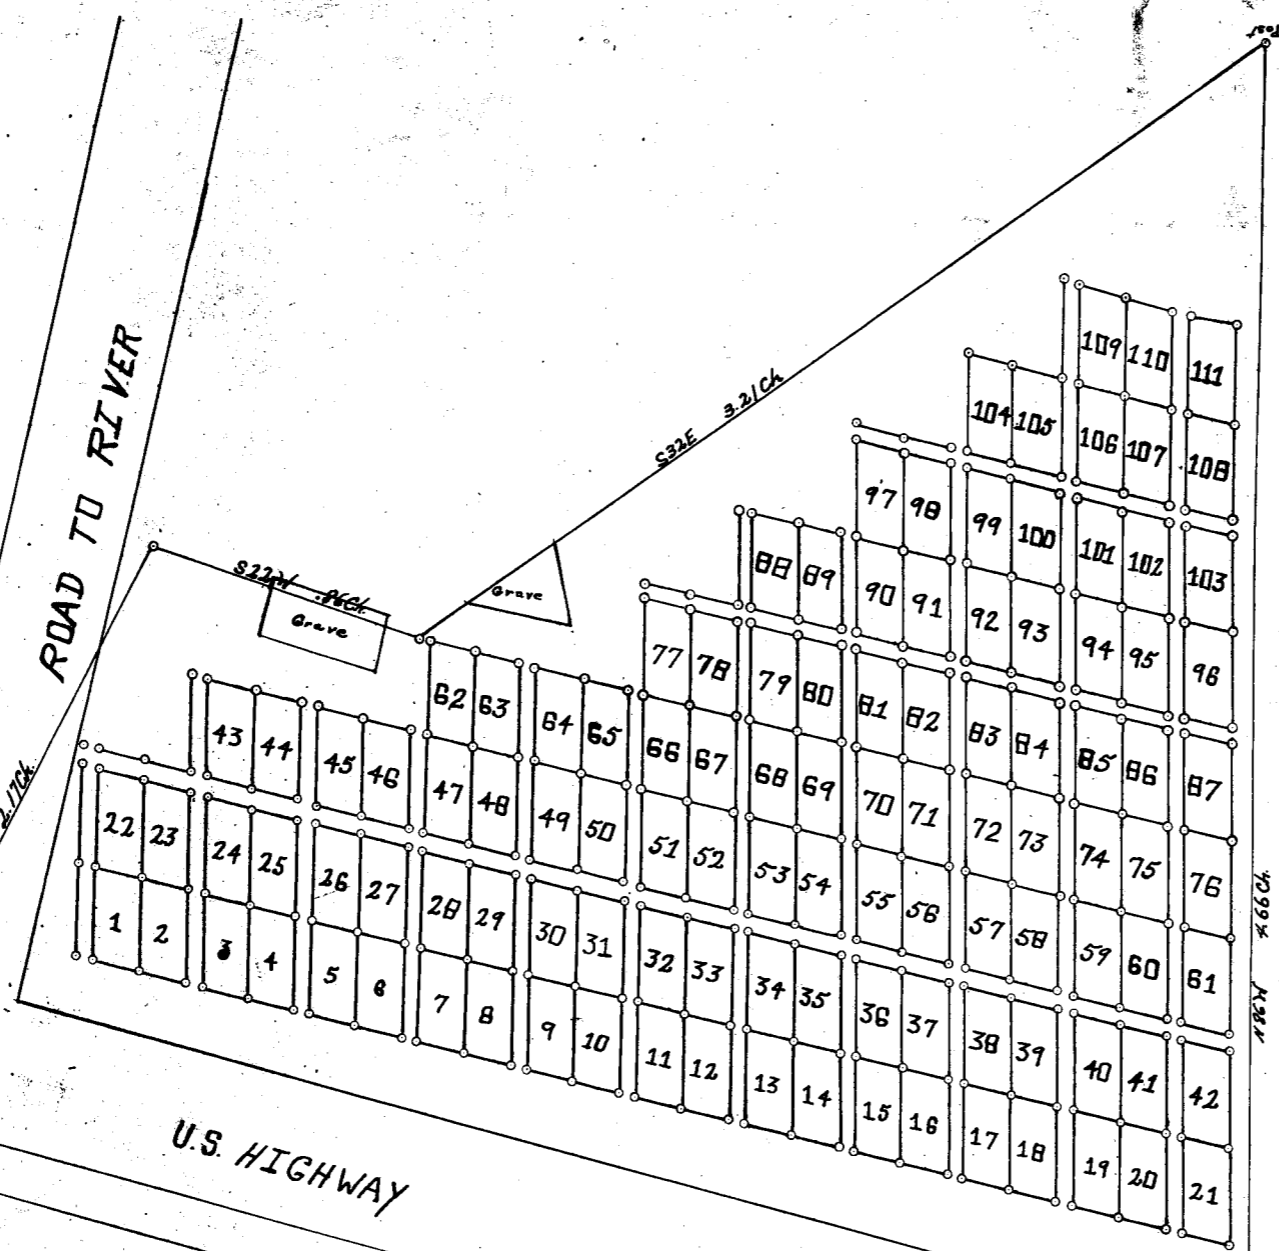 Post
109 110 111
3.21Ch
S32E
104 105 106 107 108
ROAD TO RIVER
97 98 99 100 101 102 103
S22W .86Ch.
Grave
Grave
88 89 90 91 92 93 94 95 96
77 78 79 80 81 82 83 84 85 86 87
62 63 64 65 66 67 68 69 70 71 72 73 74 75 76
43 44 45 46 47 48 49 50 51 52 53 54 55 56 57 58 59 60 61
2.17Ch.
22 23 24 25 26 27 28 29 30 31 32 33 34 35 36 37 38 39 40 41 42
1 2 3 4 5 6 7 8 9 10 11 12 13 14 15 16 17 18 19 20 21
N86W
U.S. HIGHWAY